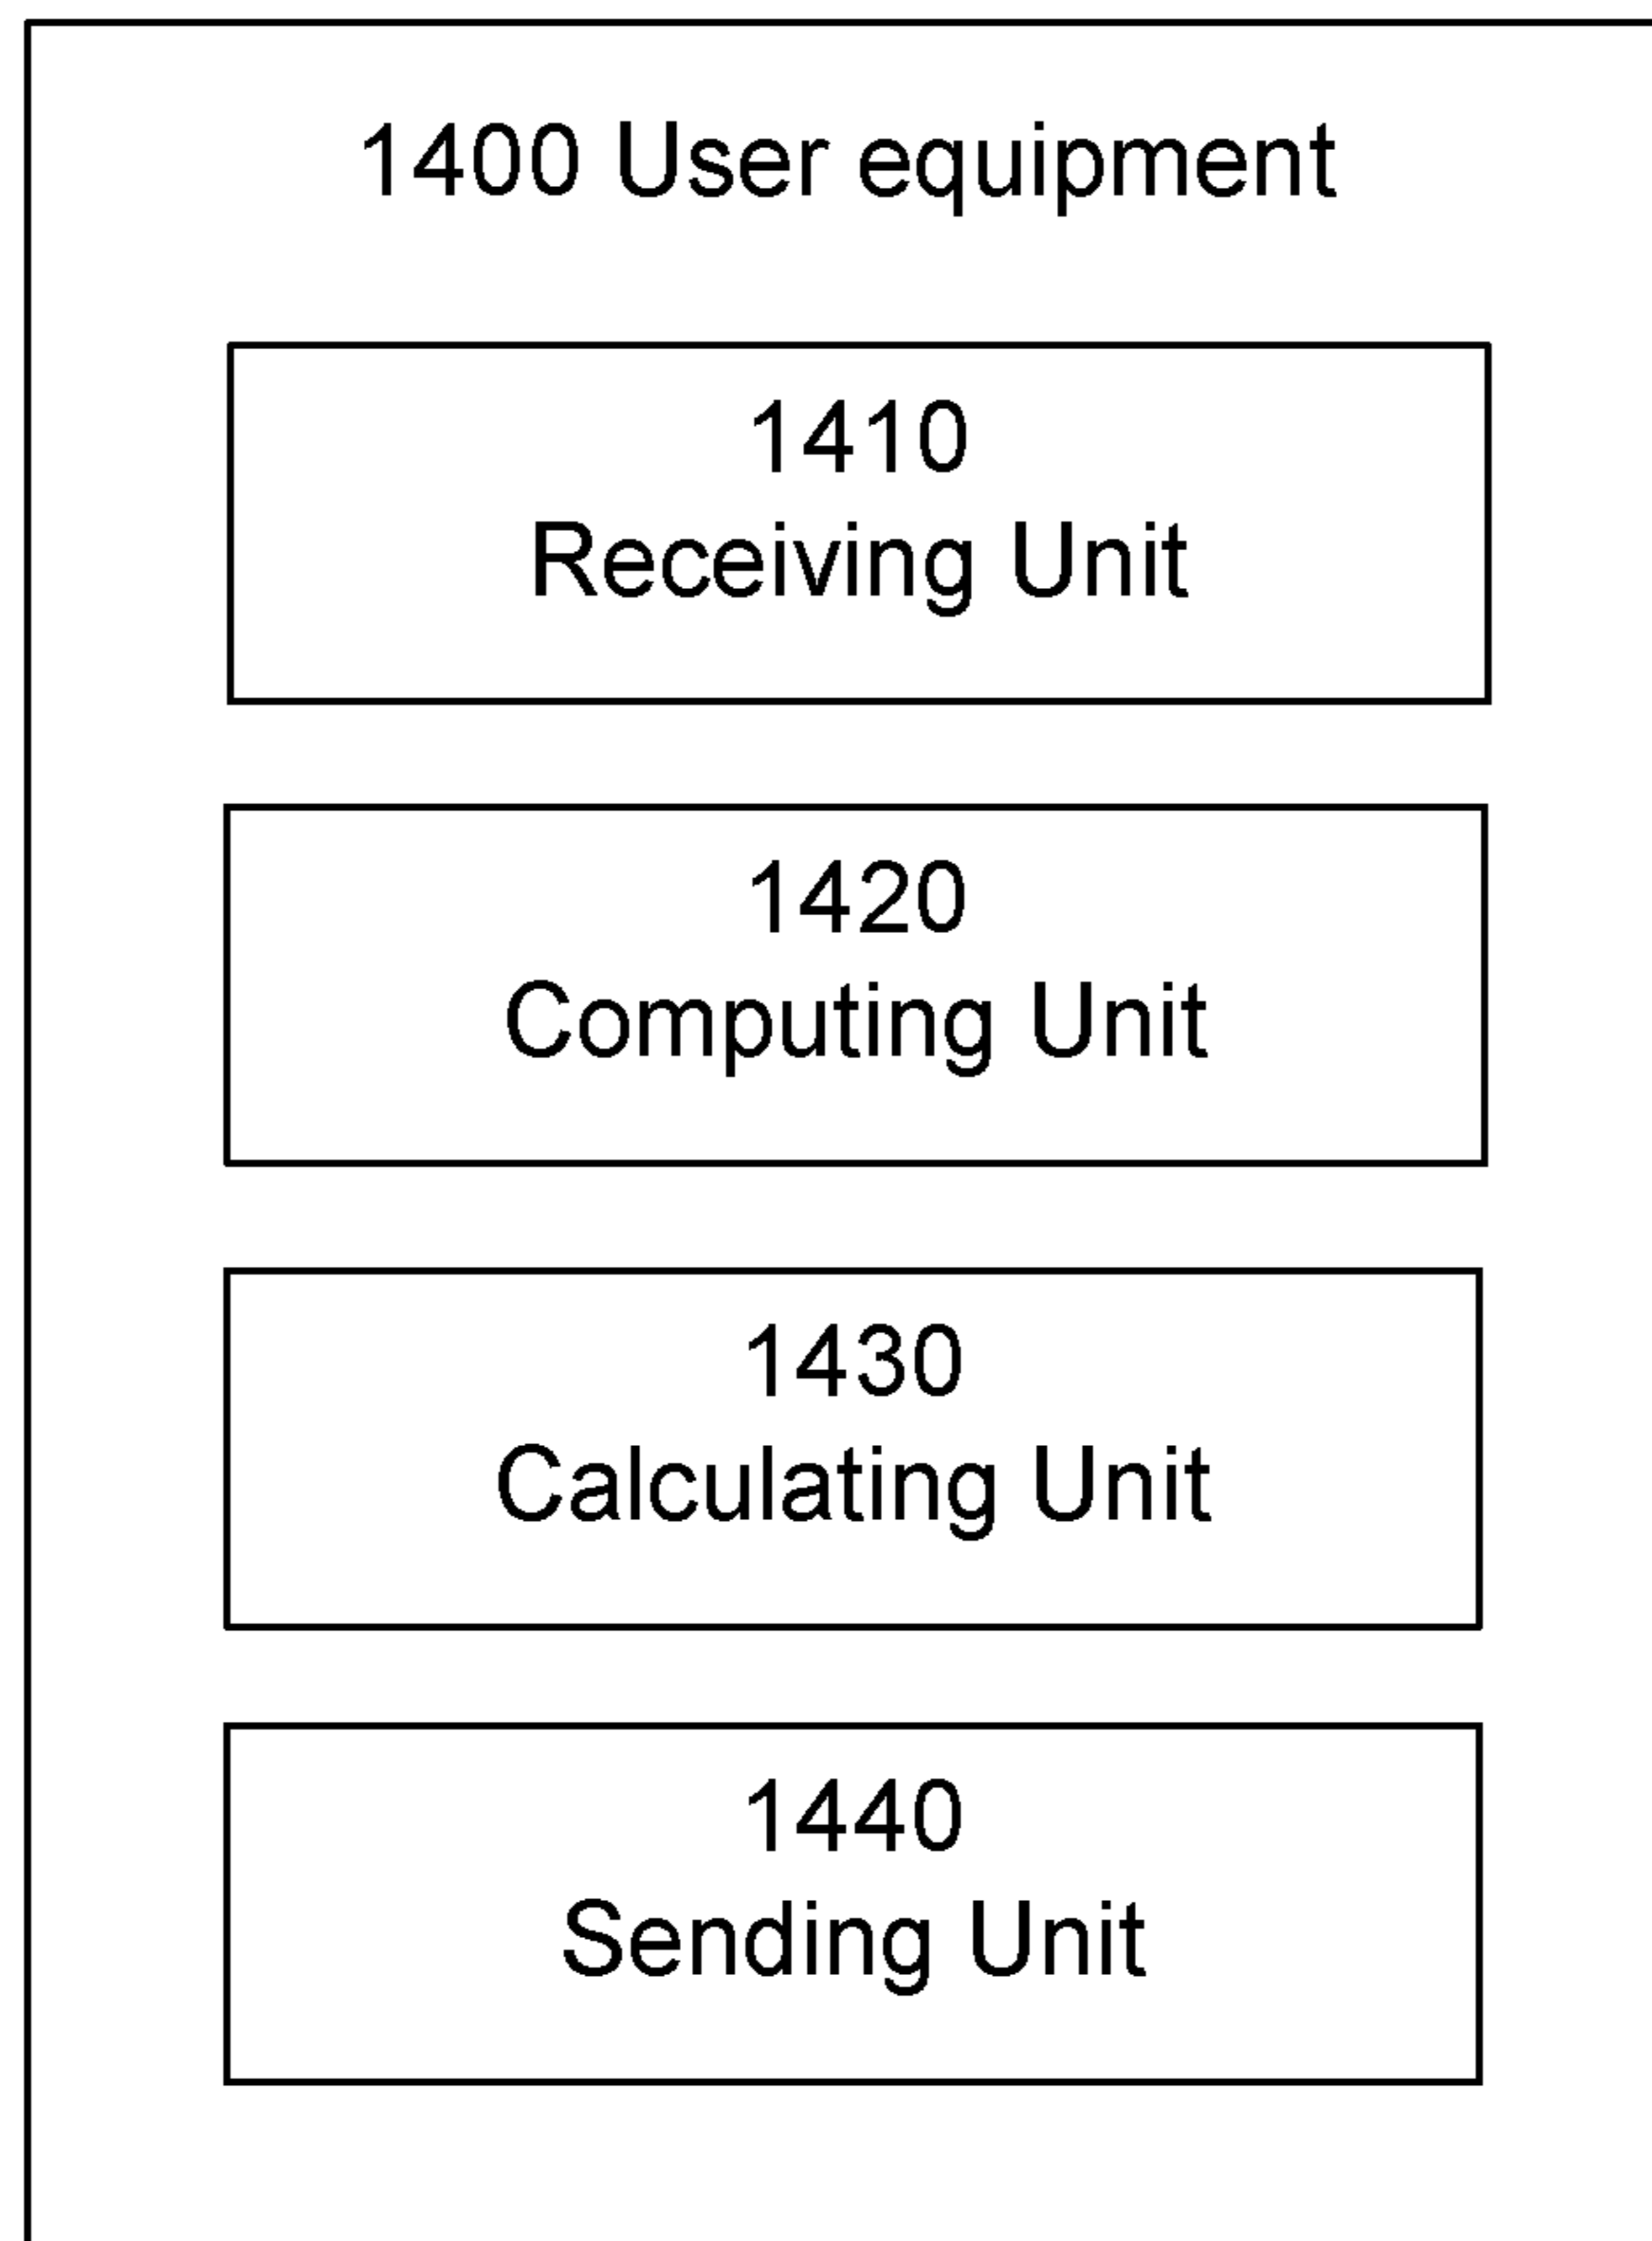 1400 User equipment
1410
Receiving Unit
1420
Computing Unit
1430
Calculating Unit
1440
Sending Unit